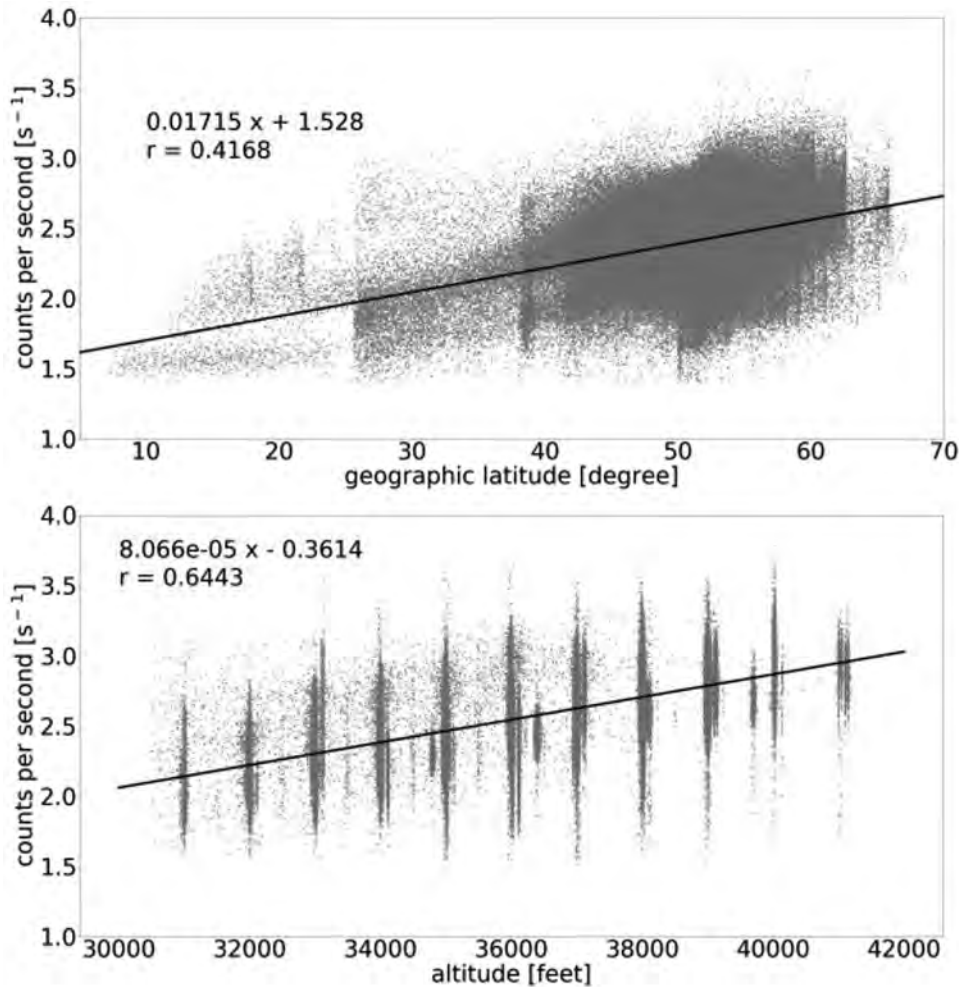 4.0
3.5
3.0
2.5
2.0
1.5
1.0
counts per second [s⁻¹]
0.01715 x + 1.528
r = 0.4168
10 20 30 40 50 60 70
geographic latitude [degree]
4.0
3.5
3.0
2.5
2.0
1.5
1.0
counts per second [s⁻¹]
8.066e-05 x - 0.3614
r = 0.6443
30000 32000 34000 36000 38000 40000 42000
altitude [feet]